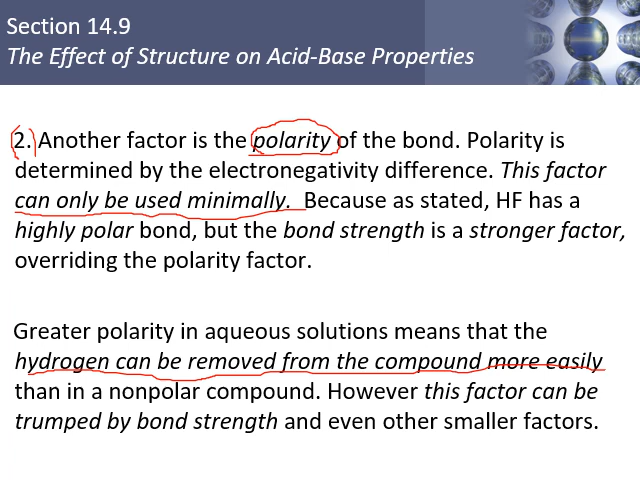 Section 14.9
The Effect of Structure on Acid-Base Properties
2. Another factor is the polarity of the bond. Polarity is
determined by the electronegativity difference. This factor
can only be used minimally. Because as stated, HF has a
highly polar bond, but the bond strength is a stronger factor,
overriding the polarity factor.
Greater polarity in aqueous solutions means that the
hydrogen can be removed from the compound more easily
than in a nonpolar compound. However this factor can be
trumped by bond strength and even other smaller factors.